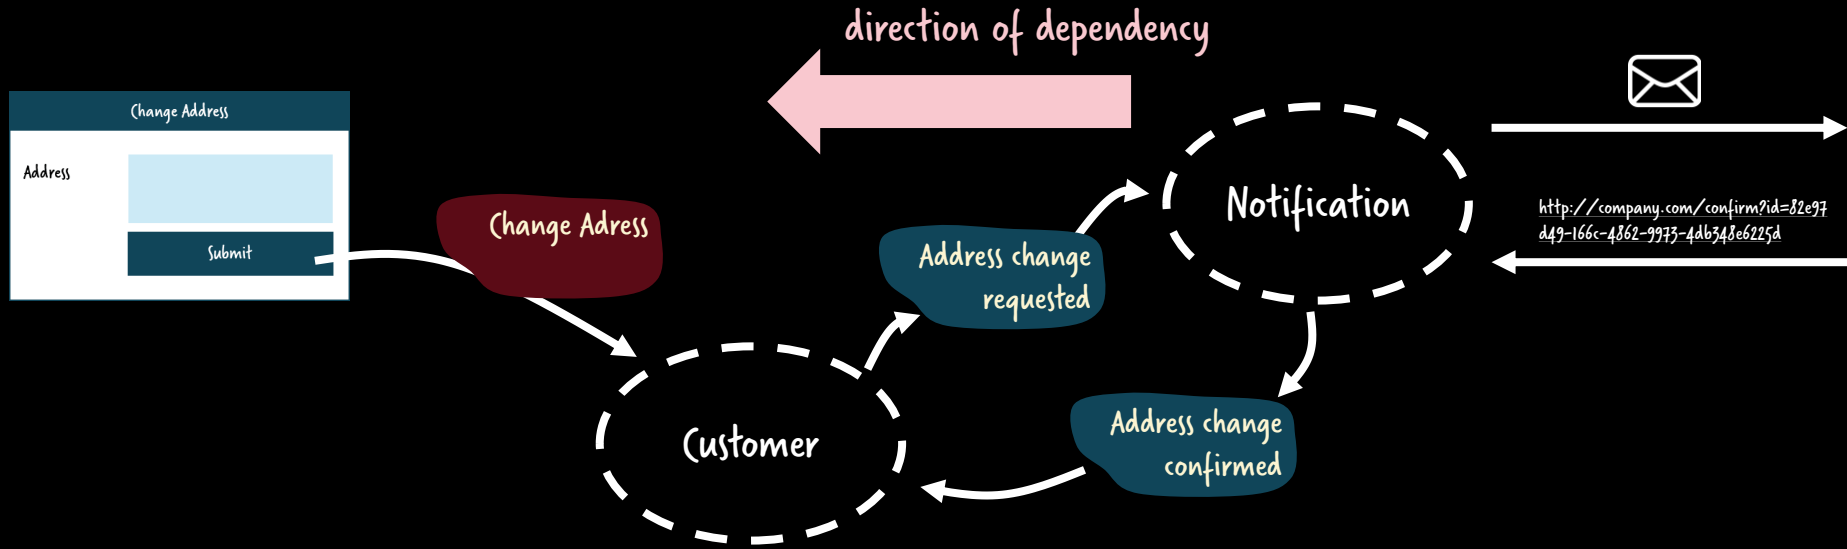 direction of dependency
Change Address
Address
Submit
Change Adress
Address change
requested
Notification
http://company.com/confirm?id=82e97
d49-166c-4862-9973-4db348e6225d
Customer
Address change
confirmed